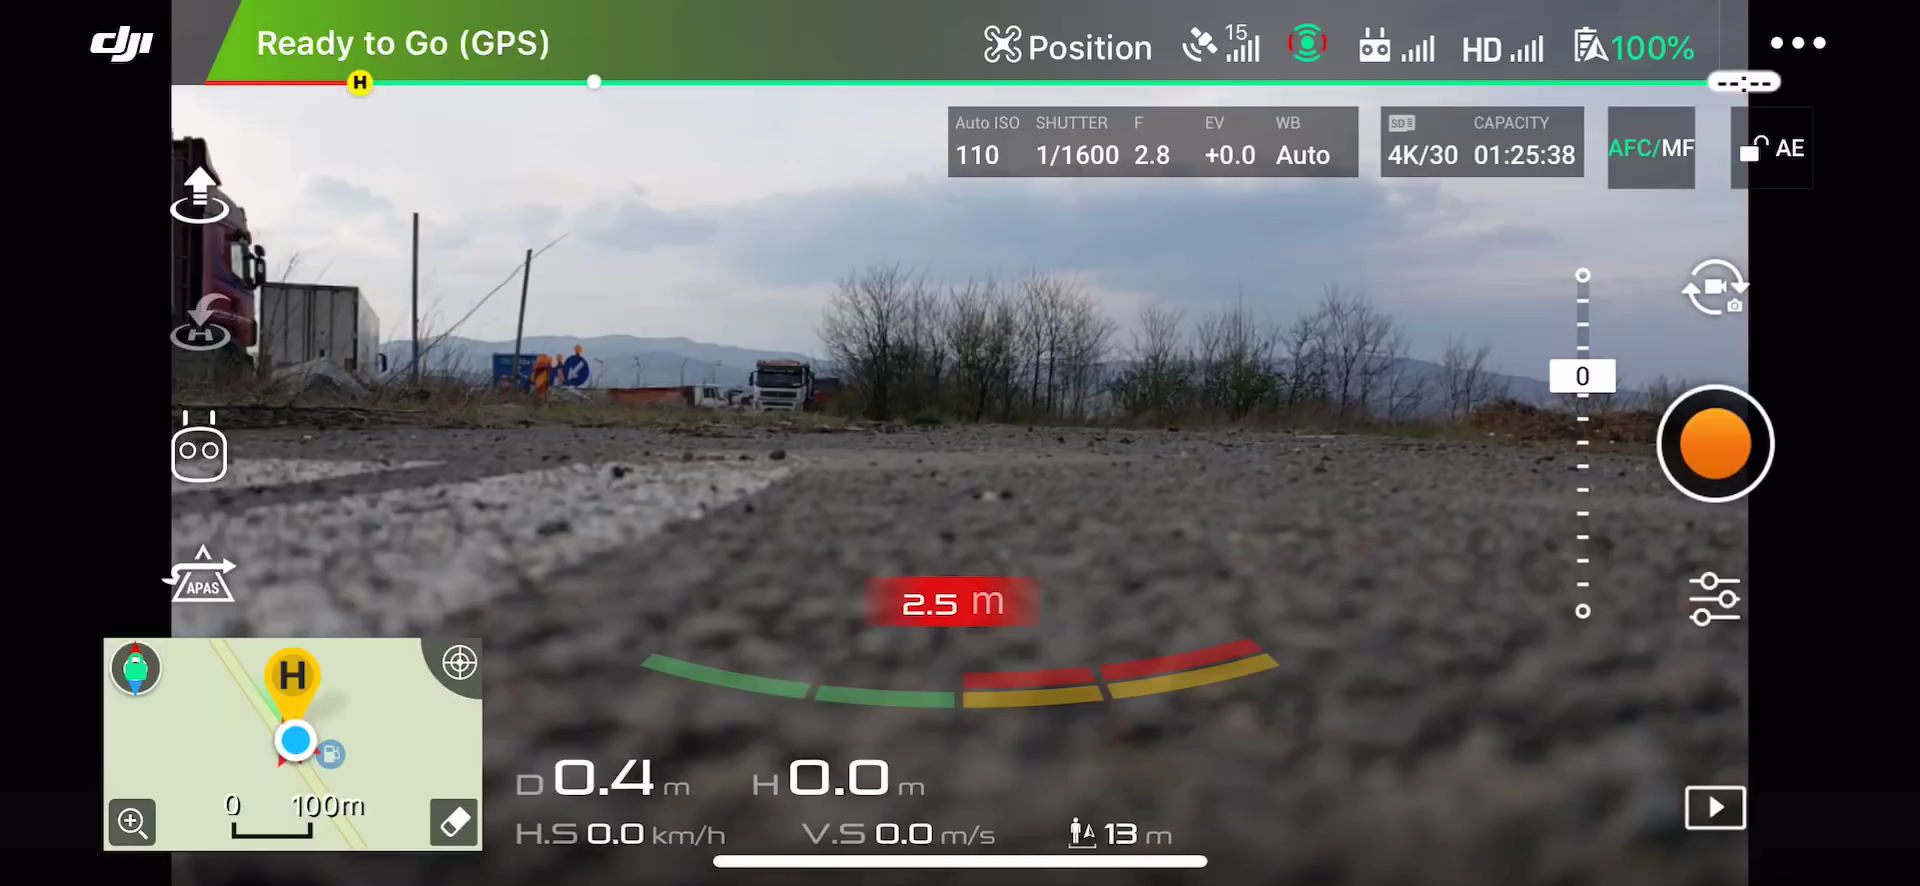 dji
Ready to Go (GPS)
Position
15
HD
100%
H
--:--
Auto ISO SHUTTER F EV WB
110 1/1600 2.8 +0.0 Auto
SD CAPACITY
4K/30 01:25:38
AFC/MF
AE
H
0
APAS
2.5 m
H
0 100m
D 0.4 m H 0.0 m
H.S 0.0 km/h V.S 0.0 m/s 13 m